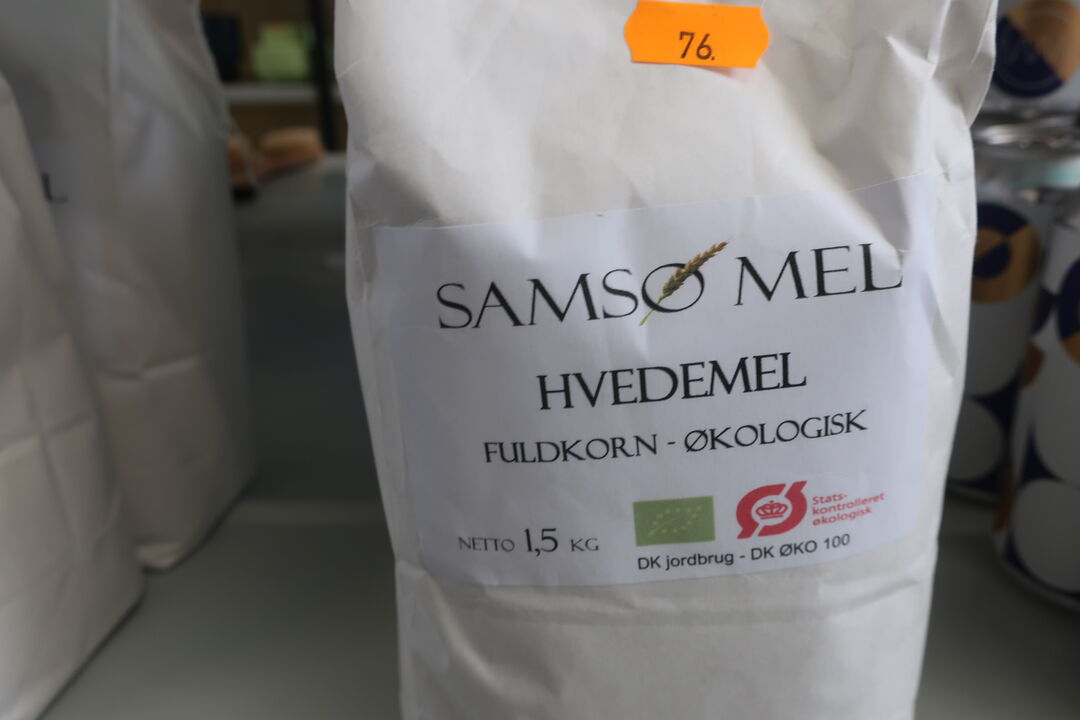 76.
SAMSØ MEL
HVEDEMEL
FULDKORN - ØKOLOGISK
NETTO 1,5 KG
Stats-
kontrolleret
økologisk
DK jordbrug - DK ØKO 100